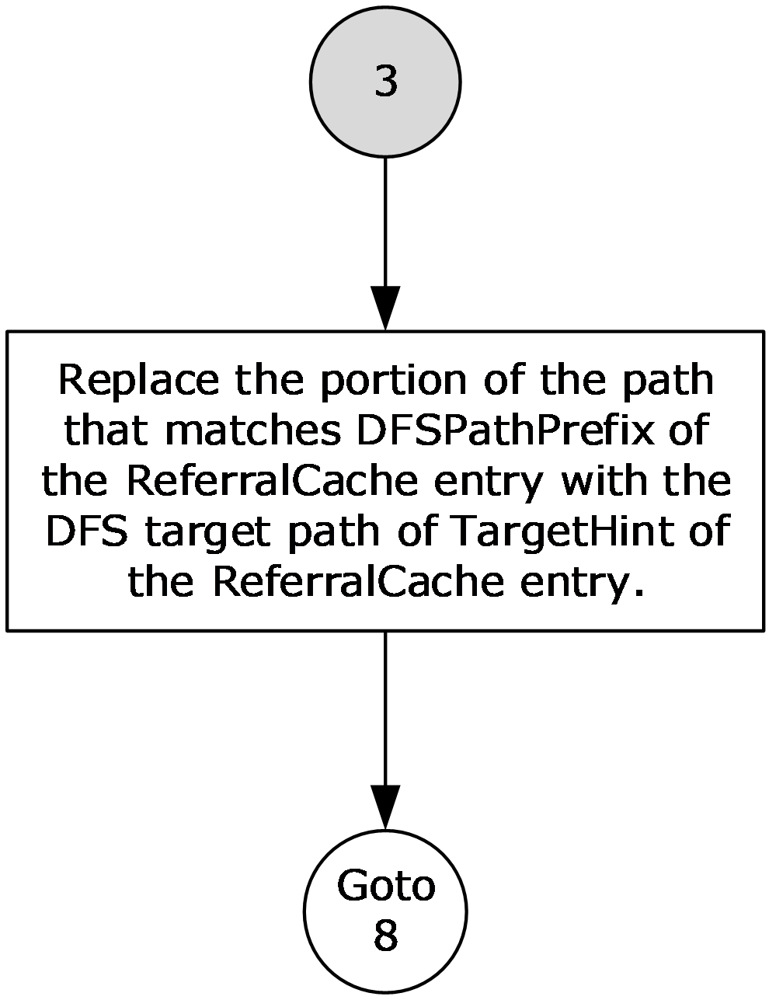 3
Replace the portion of the path
that matches DFSPathPrefix of
the ReferralCache entry with the
DFS target path of TargetHint of
the ReferralCache entry.
Goto
8